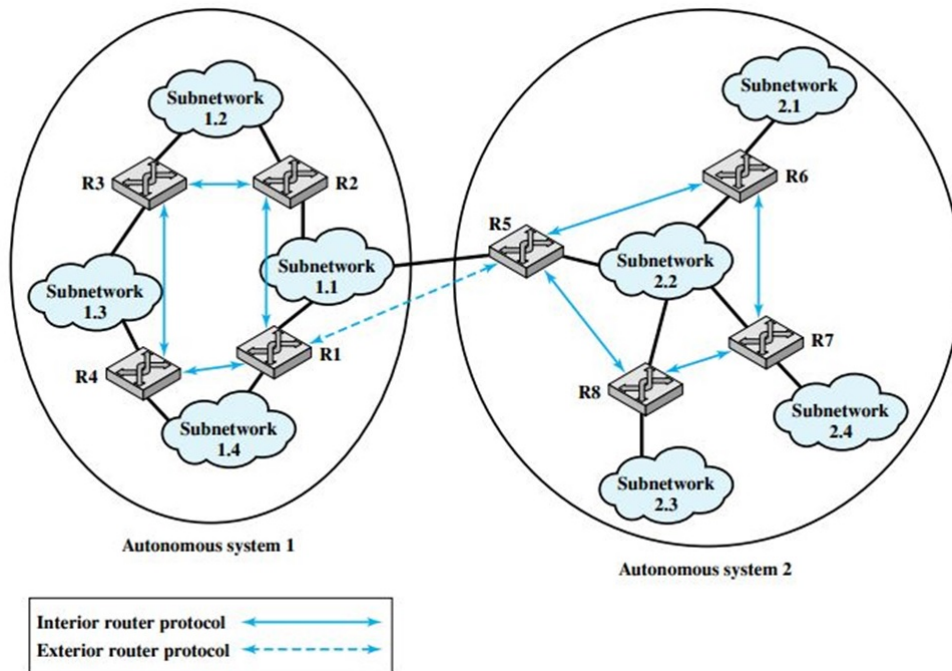 Subnetwork
1.2
R3
R2
Subnetwork
1.1
Subnetwork
1.3
R4
R1
Subnetwork
1.4
Autonomous system 1
Subnetwork
2.1
R6
R5
Subnetwork
2.2
R7
R8
Subnetwork
2.4
Subnetwork
2.3
Autonomous system 2
Interior router protocol
Exterior router protocol